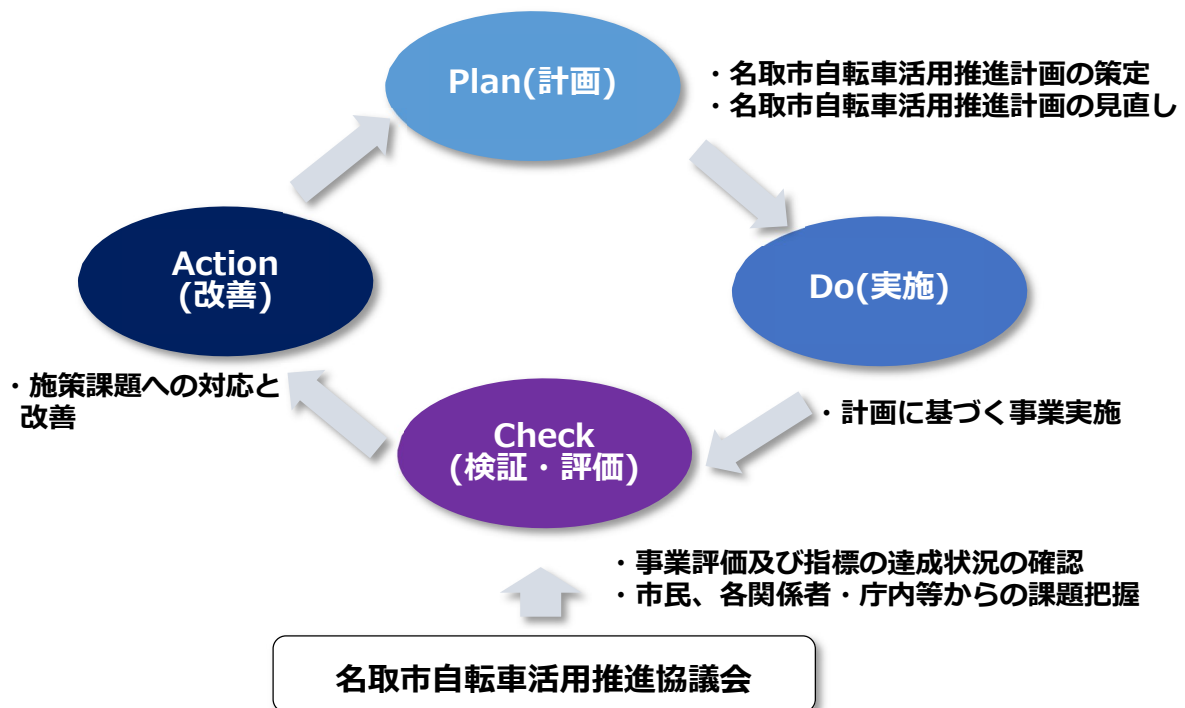 Plan(計画)
・名取市自転車活用推進計画の策定
・名取市自転車活用推進計画の見直し
Do(実施)
・計画に基づく事業実施
Check
(検証・評価)
・事業評価及び指標の達成状況の確認
・市民、各関係者・庁内等からの課題把握
Action
(改善)
・施策課題への対応と
改善
名取市自転車活用推進協議会